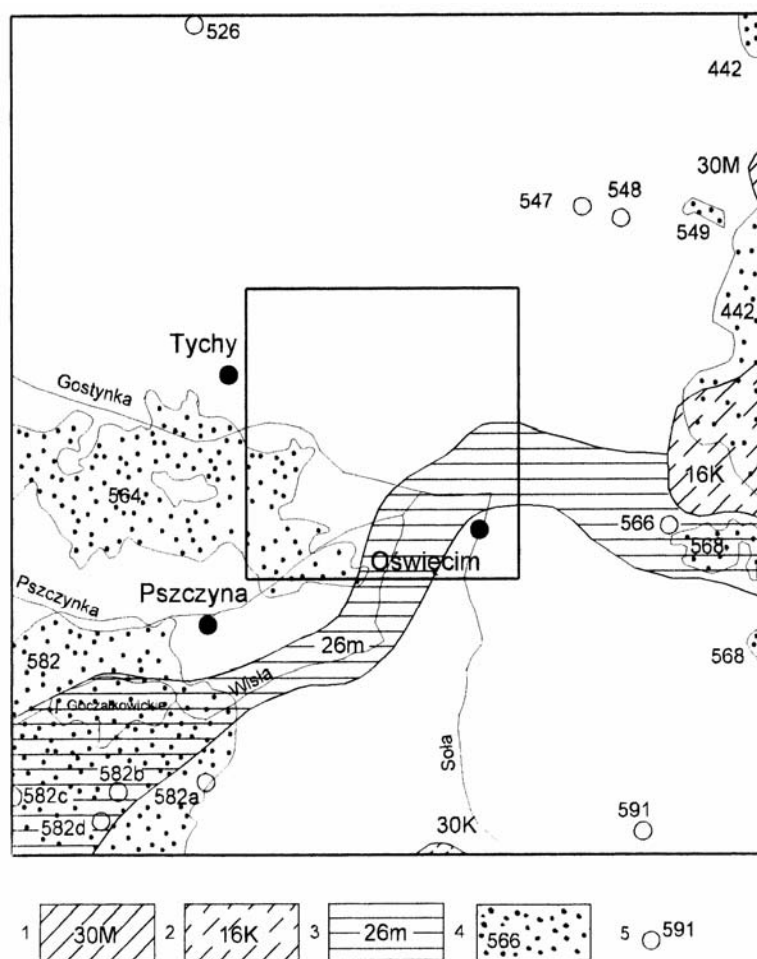 526
442
30M
547
548
549
442
Tychy
Gostynka
16K
564
566
568
Oświęcim
Pszczynka
Pszczyna
582
26m
568
Wisła
Goczałkowickie
Soła
582b
582c
582a
582d
591
30K
1 30M 2 16K 3 26m 4 566 5 591